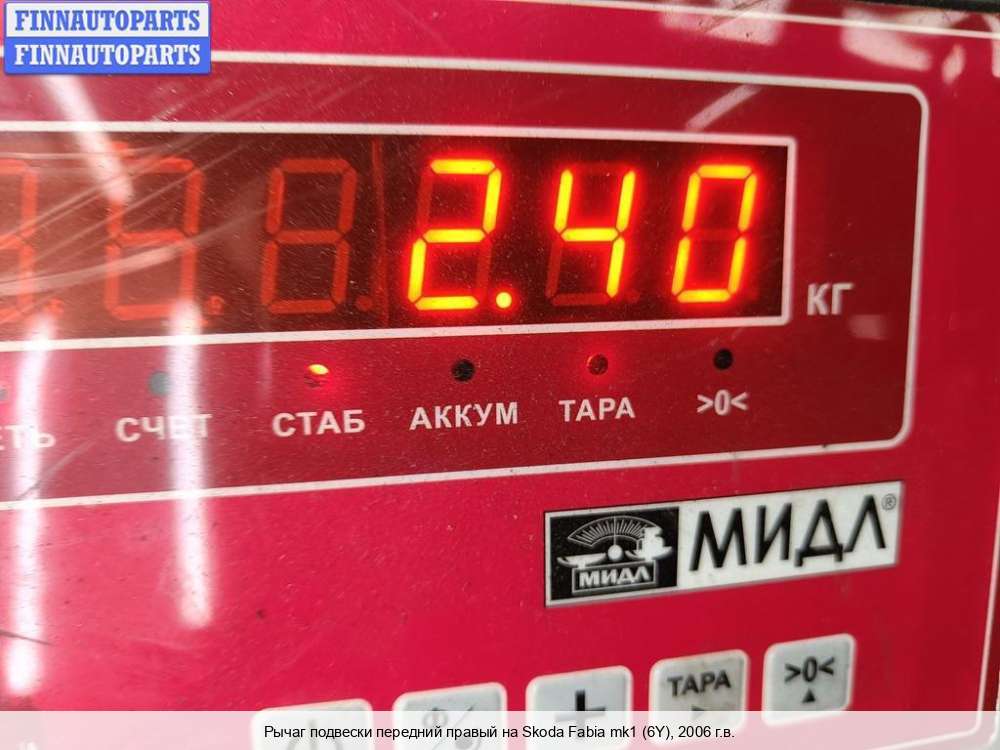 FINNAUTOPARTS
FINNAUTOPARTS
2.40
КГ
СЧЕТ СТАБ АККУМ ТАРА >0<
МИДЛ®
МИДЛ
ТАРА >0<
Рычаг подвески передний правый на Skoda Fabia mk1 (6Y), 2006 г.в.